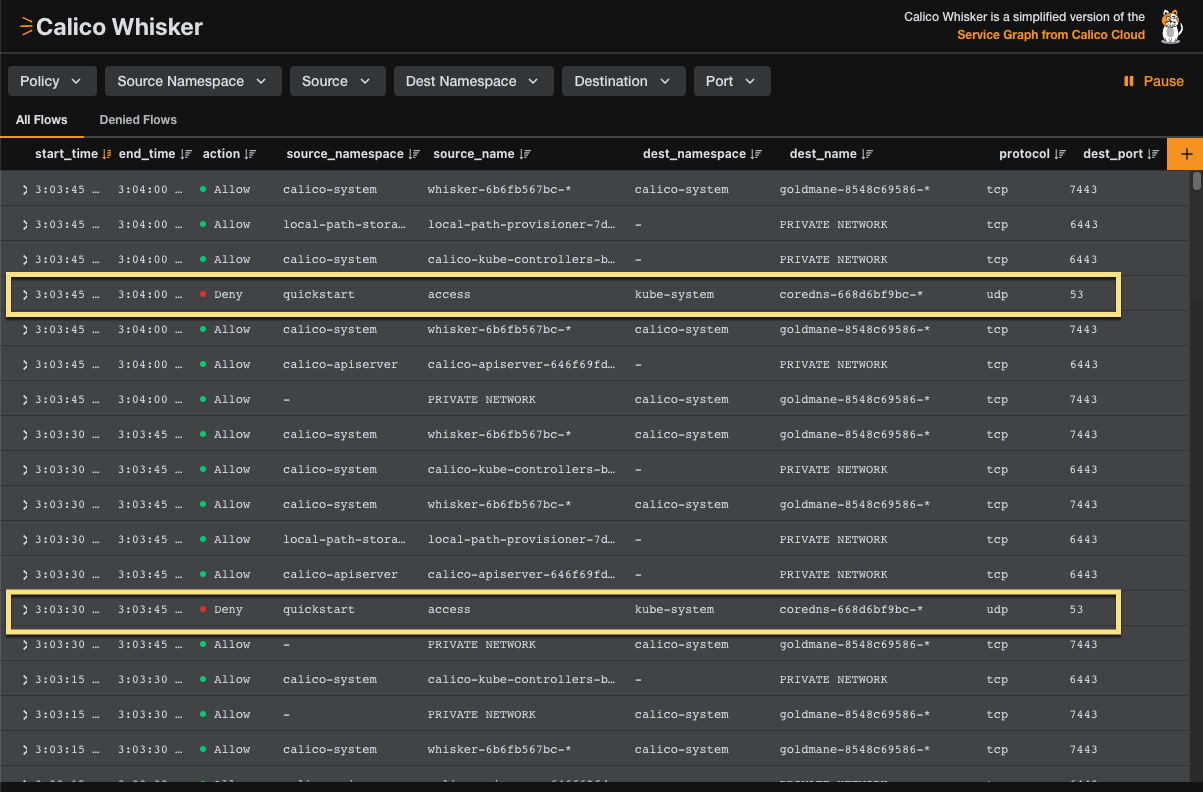 Calico Whisker
Calico Whisker is a simplified version of the
Service Graph from Calico Cloud
Policy Source Namespace Source Dest Namespace Destination Port Pause
All Flows Denied Flows
start_time end_time action source_namespace source_name dest_namespace dest_name protocol dest_port +
3:03:45 … 3:04:00 … Allow calico-system whisker-6b6fb567bc-* calico-system goldmane-8548c69586-* tcp 7443
3:03:45 … 3:04:00 … Allow local-path-stora… local-path-provisioner-7d… - PRIVATE NETWORK tcp 6443
3:03:45 … 3:04:00 … Allow calico-system calico-kube-controllers-b… - PRIVATE NETWORK tcp 6443
3:03:45 … 3:04:00 … Deny quickstart access kube-system coredns-668d6bf9bc-* udp 53
3:03:45 … 3:04:00 … Allow calico-system whisker-6b6fb567bc-* calico-system goldmane-8548c69586-* tcp 7443
3:03:45 … 3:04:00 … Allow calico-apiserver calico-apiserver-646f69fd… - PRIVATE NETWORK tcp 6443
3:03:45 … 3:04:00 … Allow - PRIVATE NETWORK calico-system goldmane-8548c69586-* tcp 7443
3:03:30 … 3:03:45 … Allow calico-system whisker-6b6fb567bc-* calico-system goldmane-8548c69586-* tcp 7443
3:03:30 … 3:03:45 … Allow calico-system calico-kube-controllers-b… - PRIVATE NETWORK tcp 6443
3:03:30 … 3:03:45 … Allow calico-system whisker-6b6fb567bc-* calico-system goldmane-8548c69586-* tcp 7443
3:03:30 … 3:03:45 … Allow local-path-stora… local-path-provisioner-7d… - PRIVATE NETWORK tcp 6443
3:03:30 … 3:03:45 … Allow calico-apiserver calico-apiserver-646f69fd… - PRIVATE NETWORK tcp 6443
3:03:30 … 3:03:45 … Deny quickstart access kube-system coredns-668d6bf9bc-* udp 53
3:03:30 … 3:03:45 … Allow - PRIVATE NETWORK calico-system goldmane-8548c69586-* tcp 7443
3:03:15 … 3:03:30 … Allow calico-system calico-kube-controllers-b… - PRIVATE NETWORK tcp 6443
3:03:15 … 3:03:30 … Allow - PRIVATE NETWORK calico-system goldmane-8548c69586-* tcp 7443
3:03:15 … 3:03:30 … Allow calico-system whisker-6b6fb567bc-* calico-system goldmane-8548c69586-* tcp 7443